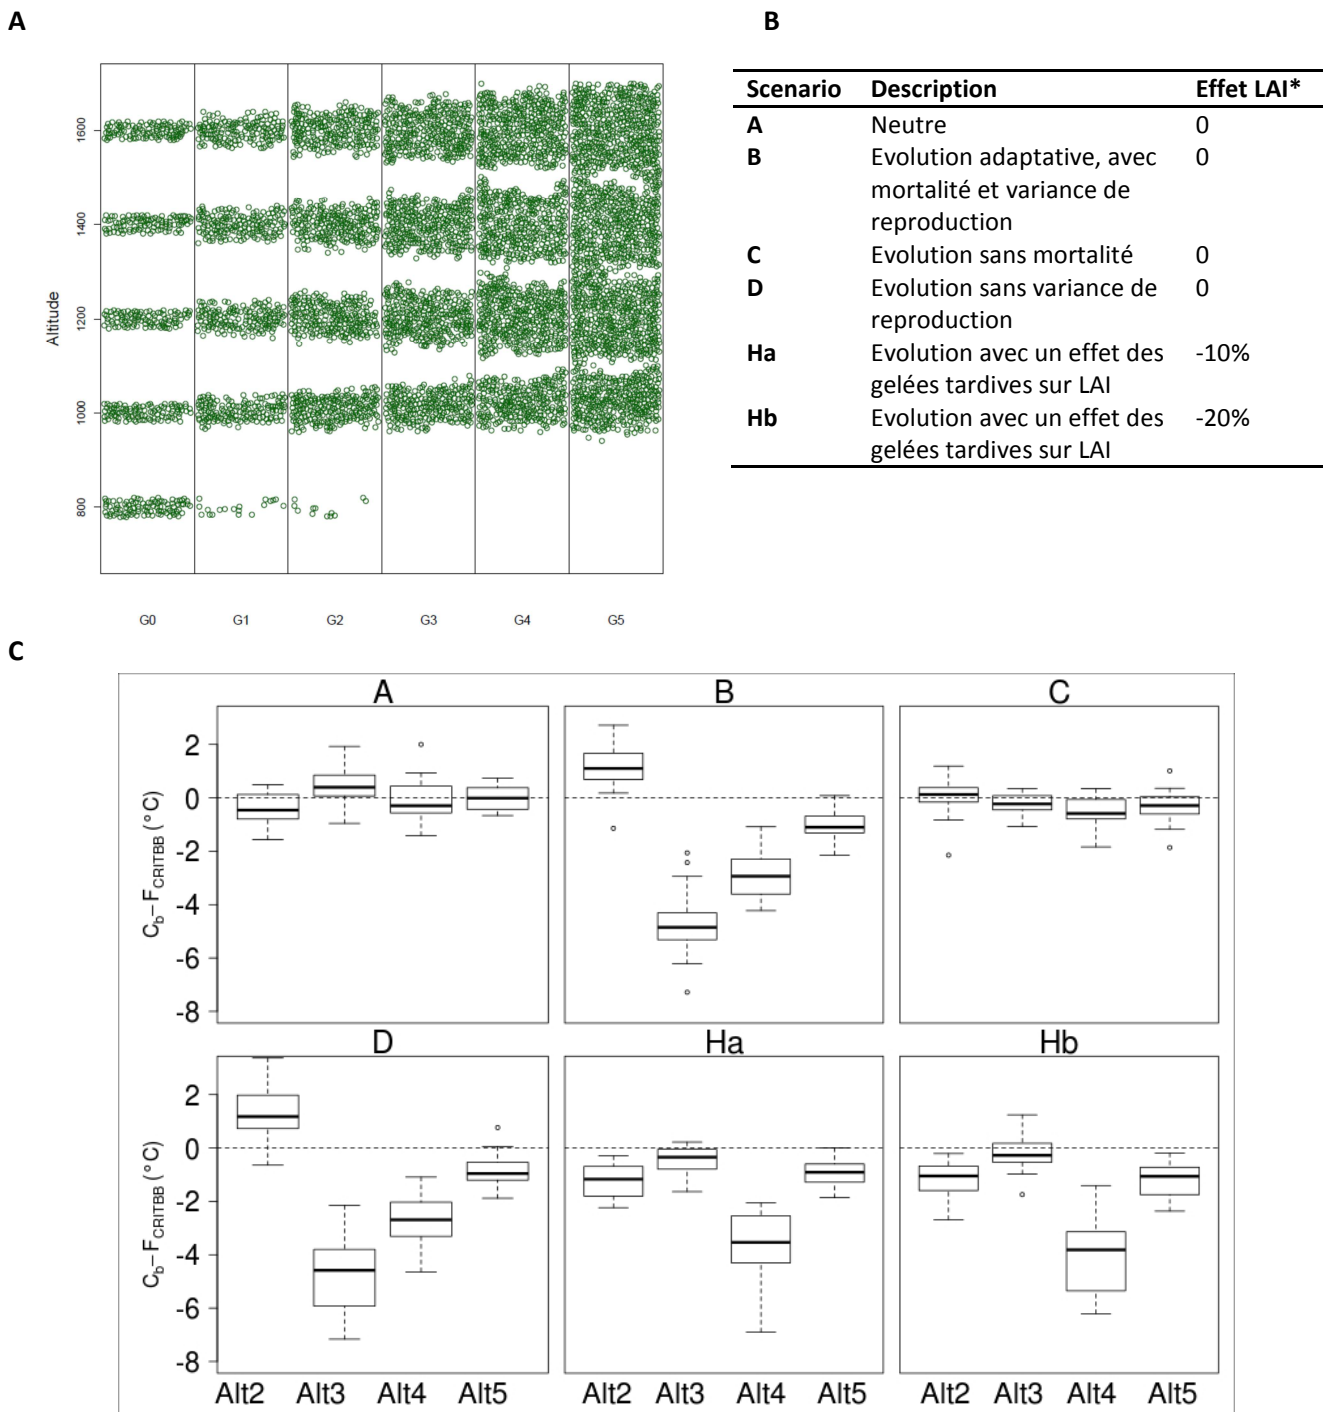 A
B
Altitude
1600
1400
1200
1000
800
G0 G1 G2 G3 G4 G5
Scenario Description Effet LAI*
A Neutre 0
B Evolution adaptative, avec 0
mortalité et variance de
reproduction
C Evolution sans mortalité 0
D Evolution sans variance de 0
reproduction
Ha Evolution avec un effet des -10%
gelées tardives sur LAI
Hb Evolution avec un effet des -20%
gelées tardives sur LAI
C
A B C
2
0
-2
-4
-6
-8
Cb–FCRITBB (°C)
D Ha Hb
2
0
-2
-4
-6
-8
Cb–FCRITBB (°C)
Alt2 Alt3 Alt4 Alt5 Alt2 Alt3 Alt4 Alt5 Alt2 Alt3 Alt4 Alt5